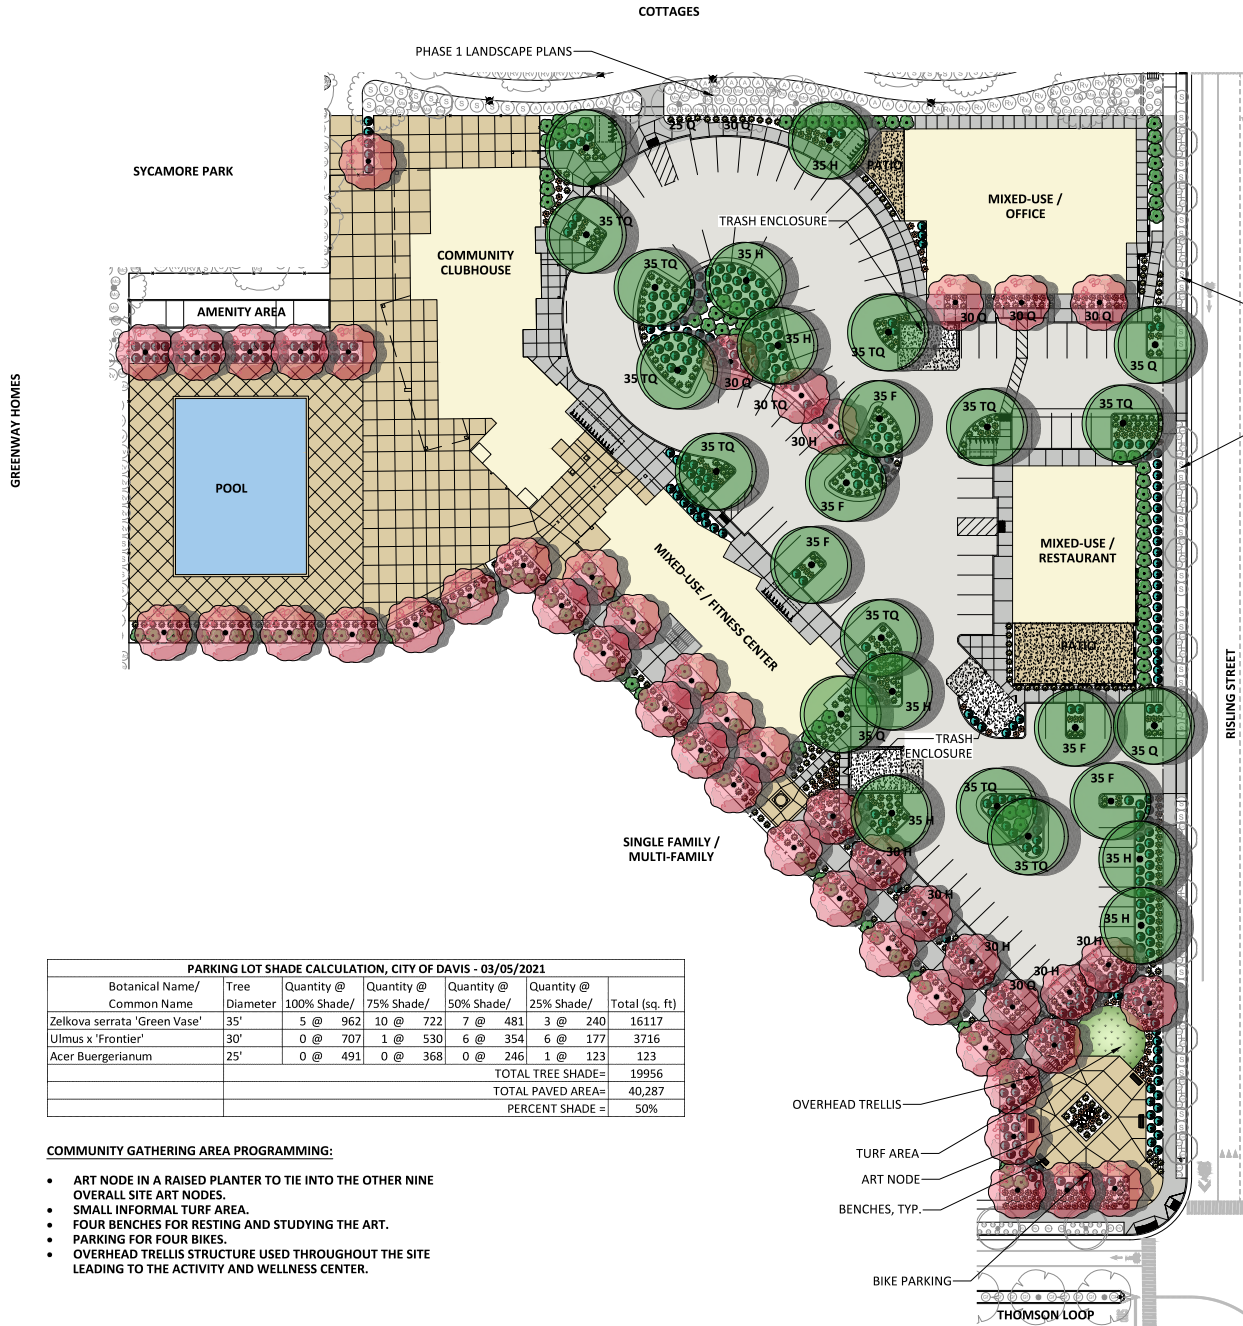 COTTAGES
PHASE 1 LANDSCAPE PLANS
SYCAMORE PARK
25 Q
30 Q
35 H
PATIO
MIXED-USE /
OFFICE
TRASH ENCLOSURE
35 TQ
COMMUNITY
CLUBHOUSE
35 TQ
35 H
AMENITY AREA
30 Q
30 Q
30 Q
35 H
35 TQ
35 Q
35 TQ
30 Q
GREENWAY HOMES
30 TQ
35 F
35 TQ
35 TQ
30 H
35 TQ
POOL
35 F
35 F
MIXED-USE /
RESTAURANT
MIXED-USE / FITNESS CENTER
35 TQ
PATIO
RISLING STREET
35 H
35 Q
TRASH
ENCLOSURE
35 F
35 Q
35 F
35 TQ
35 H
SINGLE FAMILY /
MULTI-FAMILY
30 H
35 TQ
35 H
30 H
35 H
30 H
30 H
30 H
30 Q
PARKING LOT SHADE CALCULATION, CITY OF DAVIS - 03/05/2021
Botanical Name/ Tree Quantity @ Quantity @ Quantity @ Quantity @
Common Name Diameter 100% Shade/ 75% Shade/ 50% Shade/ 25% Shade/ Total (sq. ft)
Zelkova serrata 'Green Vase' 35' 5 @ 962 10 @ 722 7 @ 481 3 @ 240 16117
Ulmus x 'Frontier' 30' 0 @ 707 1 @ 530 6 @ 354 6 @ 177 3716
Acer Buergerianum 25' 0 @ 491 0 @ 368 0 @ 246 1 @ 123 123
TOTAL TREE SHADE= 19956
TOTAL PAVED AREA= 40,287
PERCENT SHADE = 50%
OVERHEAD TRELLIS
TURF AREA
ART NODE
BENCHES, TYP.
BIKE PARKING
THOMSON LOOP
COMMUNITY GATHERING AREA PROGRAMMING:
• ART NODE IN A RAISED PLANTER TO TIE INTO THE OTHER NINE
OVERALL SITE ART NODES.
• SMALL INFORMAL TURF AREA.
• FOUR BENCHES FOR RESTING AND STUDYING THE ART.
• PARKING FOR FOUR BIKES.
• OVERHEAD TRELLIS STRUCTURE USED THROUGHOUT THE SITE
LEADING TO THE ACTIVITY AND WELLNESS CENTER.